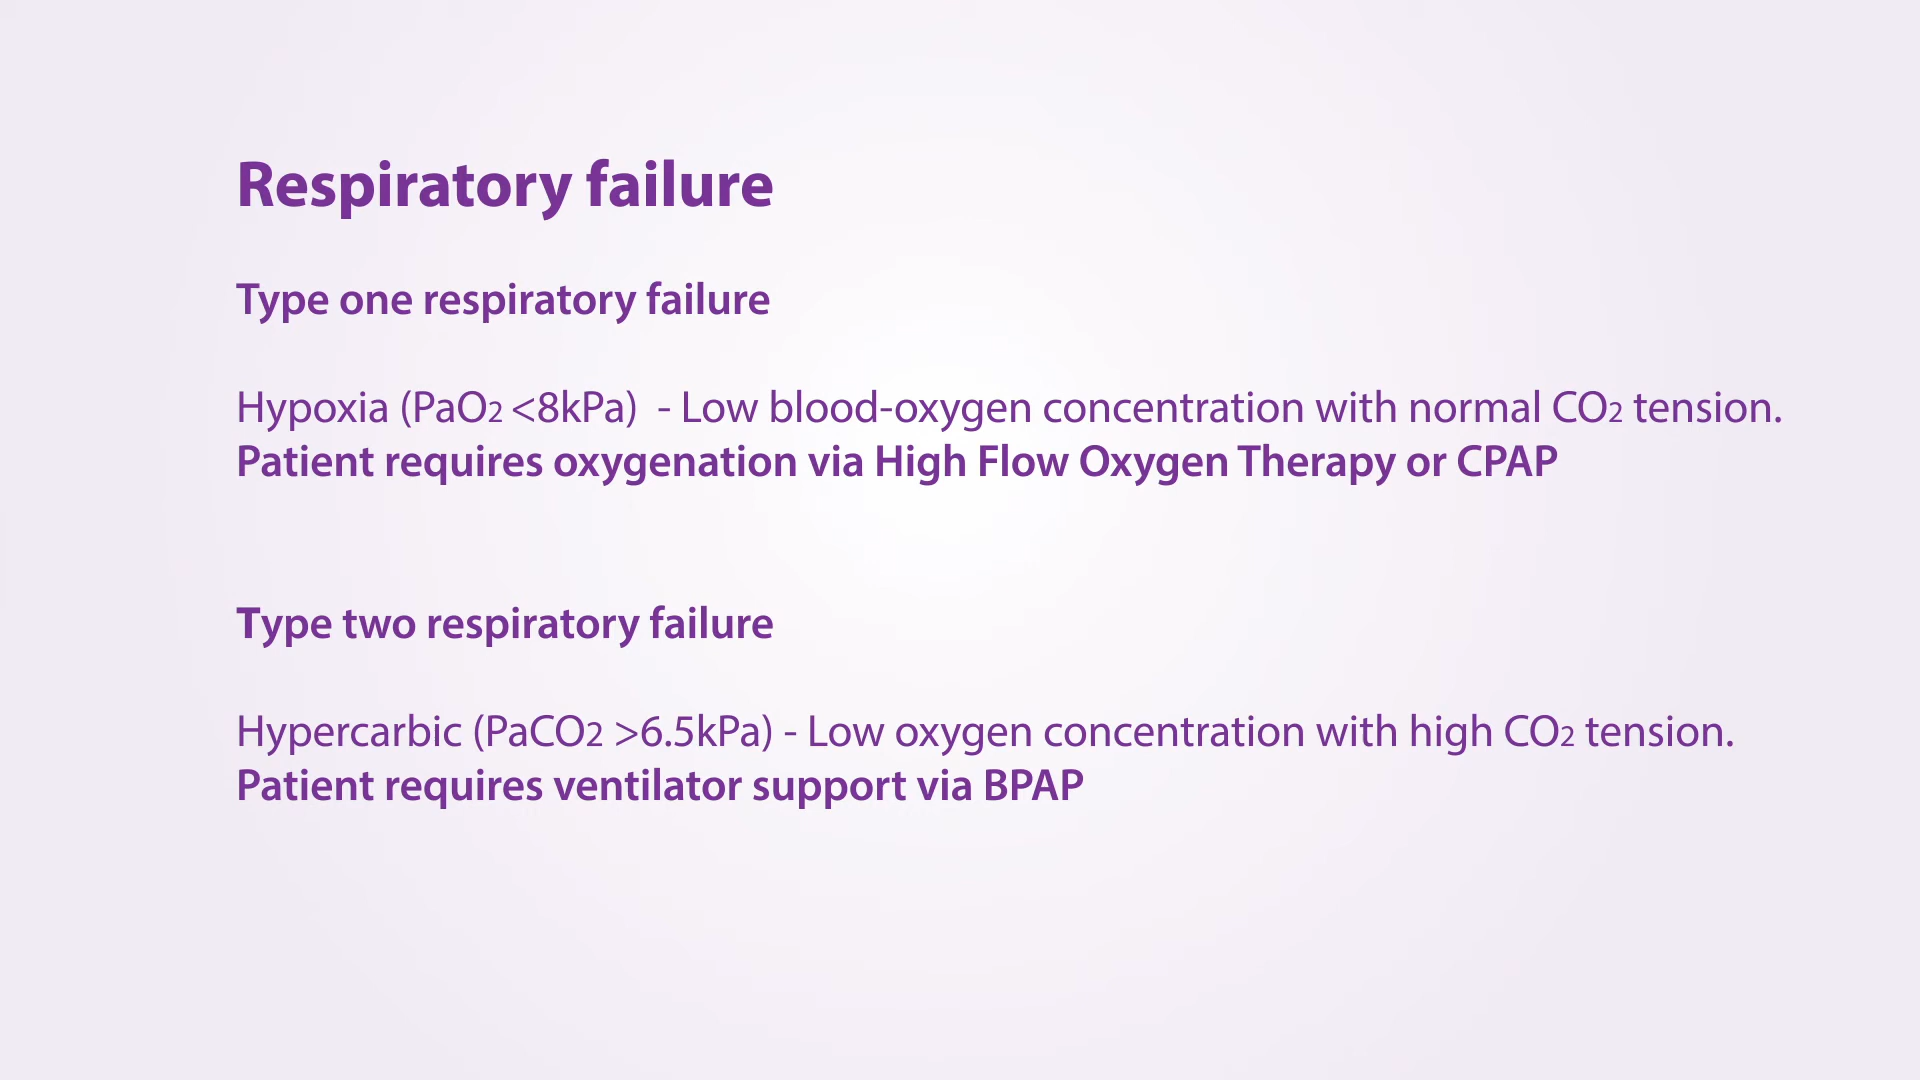 Respiratory failure
Type one respiratory failure
Hypoxia (PaO2 <8kPa)  - Low blood-oxygen concentration with normal CO2 tension.
Patient requires oxygenation via High Flow Oxygen Therapy or CPAP
Type two respiratory failure
Hypercarbic (PaCO2 >6.5kPa) - Low oxygen concentration with high CO2 tension.
Patient requires ventilator support via BPAP